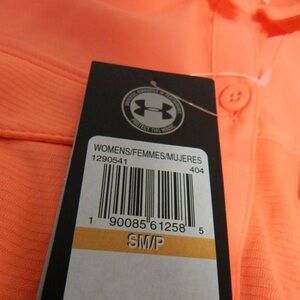 WOMENS/FEMMES/MUJERES
1290541 404
1 90085 61258 5
SM/P